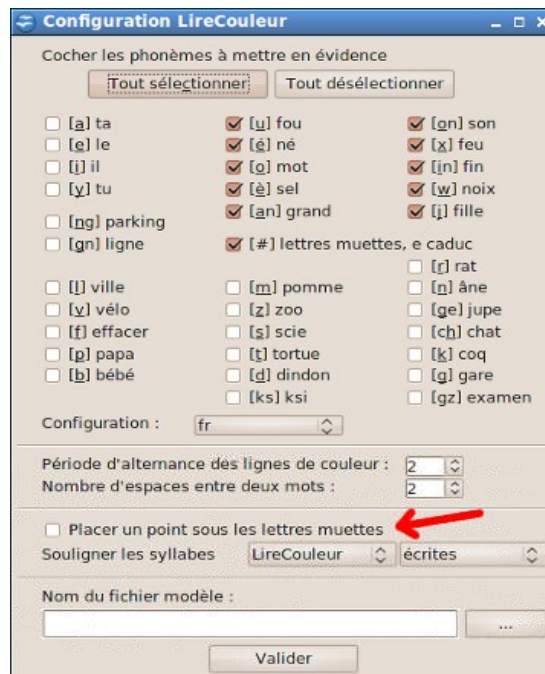 Configuration LireCouleur
Cocher les phonèmes à mettre en évidence
Tout sélectionner Tout désélectionner
[a] ta [u] fou [on] son
[e] le [é] né [x] feu
[i] il [o] mot [in] fin
[y] tu [è] sel [w] noix
[an] grand [j] fille
[ng] parking
[gn] ligne [#] lettres muettes, e caduc
[r] rat
[l] ville [m] pomme [n] âne
[v] vélo [z] zoo [ge] jupe
[f] effacer [s] scie [ch] chat
[p] papa [t] tortue [k] coq
[b] bébé [d] dindon [g] gare
[ks] ksi [gz] examen
Configuration : fr
Période d'alternance des lignes de couleur : 2
Nombre d'espaces entre deux mots : 2
Placer un point sous les lettres muettes
Souligner les syllabes LireCouleur écrites
Nom du fichier modèle :
...
Valider